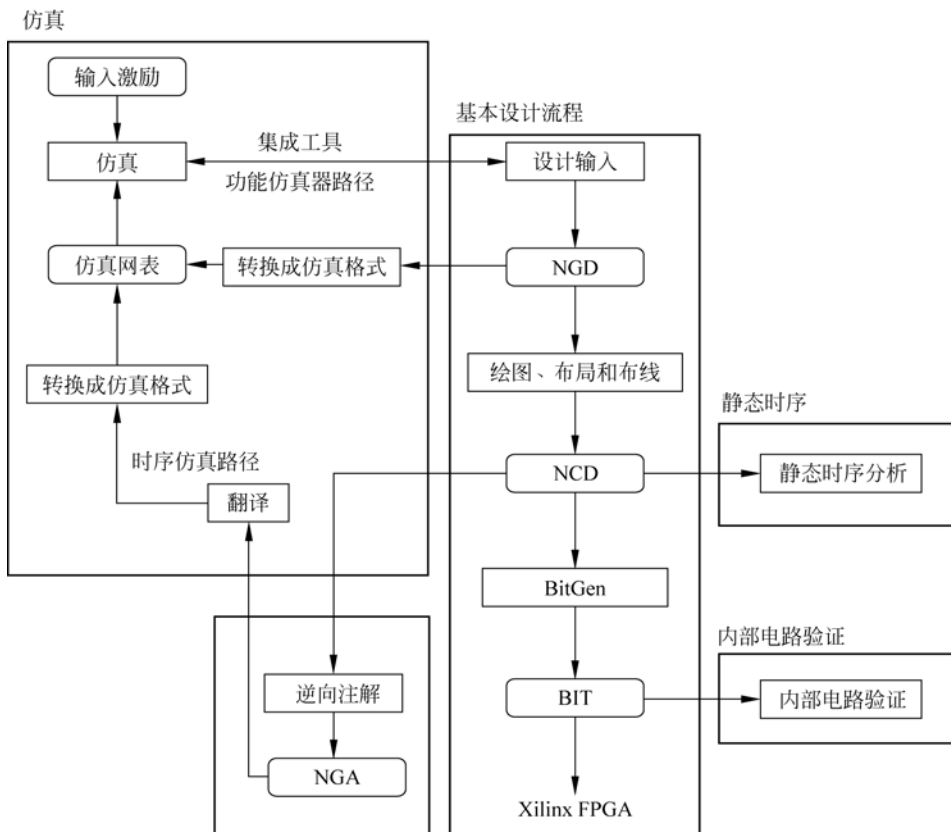 仿真
输入激励
仿真
集成工具
功能仿真器路径
仿真网表
转换成仿真格式
转换成仿真格式
时序仿真路径
翻译
逆向注解
NGA
基本设计流程
设计输入
NGD
绘图、布局和布线
NCD
BitGen
BIT
Xilinx FPGA
静态时序
静态时序分析
内部电路验证
内部电路验证